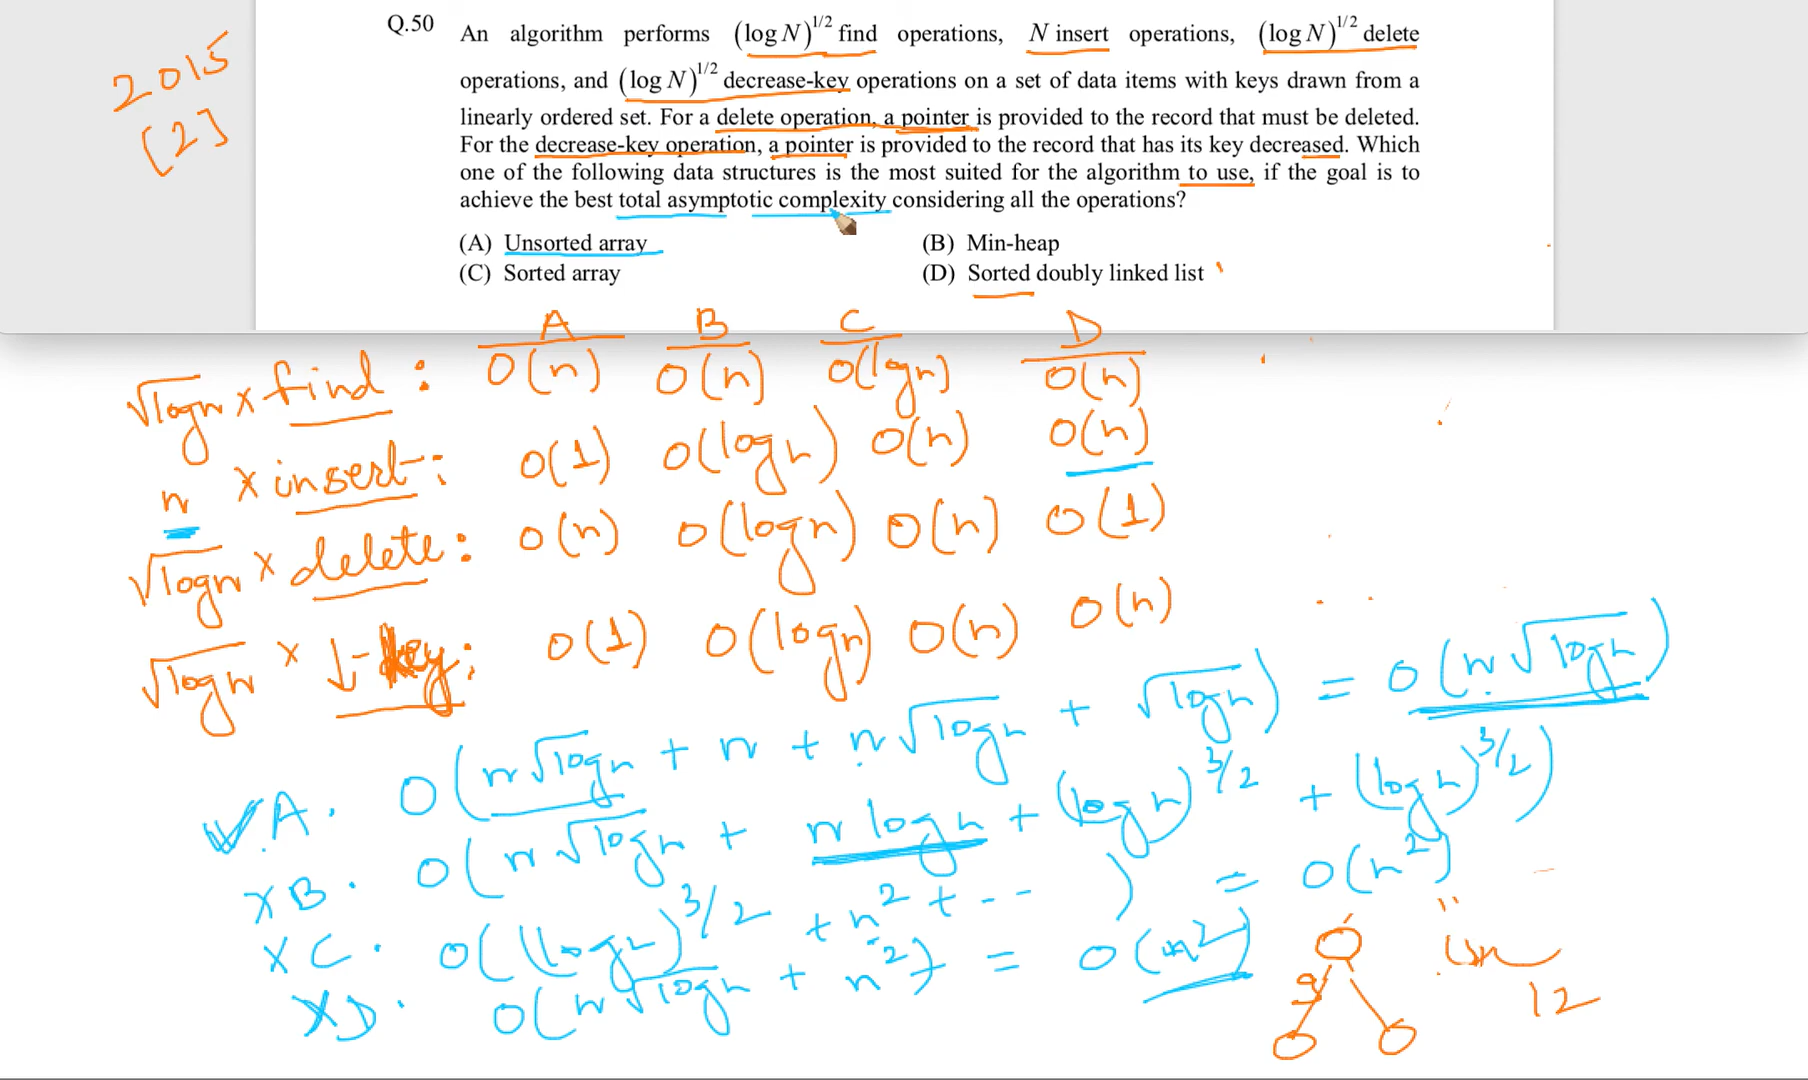 Q.50 An algorithm performs (log N)^1/2 find operations, N insert operations, (log N)^1/2 delete
operations, and (log N)^1/2 decrease-key operations on a set of data items with keys drawn from a
linearly ordered set. For a delete operation, a pointer is provided to the record that must be deleted.
For the decrease-key operation, a pointer is provided to the record that has its key decreased. Which
one of the following data structures is the most suited for the algorithm to use, if the goal is to
achieve the best total asymptotic complexity considering all the operations?
(A) Unsorted array (B) Min-heap
(C) Sorted array (D) Sorted doubly linked list
2015
[2]
A B C D
√logn × find : O(n) O(n) O(logn) O(n)
n × insert : O(1) O(logn) O(n) O(n)
√logn × delete : O(n) O(logn) O(n) O(1)
√logn × ↓-key : O(1) O(logn) O(n) O(n)
✓A. O(n√logn + n + n√logn + √logn) = O(n√logn)
×B. O(n√logn + n logn + (logn)^3/2 + (logn)^3/2)
×C. O((logn)^3/2 + n^2 + - - ) = O(n^2)
×D. O(n√logn + n^2) = O(n^2)
12